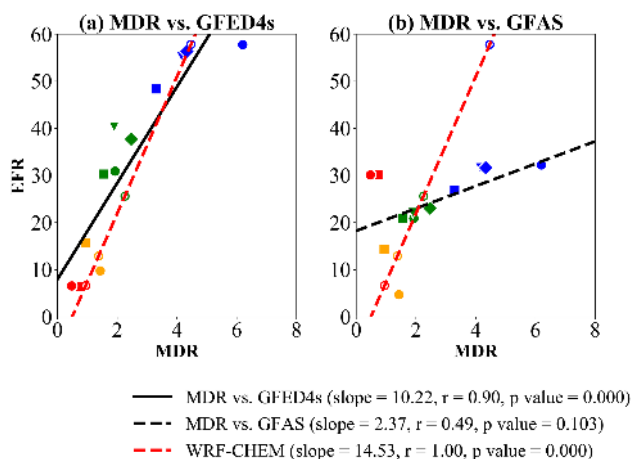 (a) MDR vs. GFED4s
(b) MDR vs. GFAS
60
50
40
30
20
10
0
EFR
0 2 4 6 8
MDR
60
50
40
30
20
10
0
0 2 4 6 8
MDR
MDR vs. GFED4s (slope = 10.22, r = 0.90, p value = 0.000)
MDR vs. GFAS (slope = 2.37, r = 0.49, p value = 0.103)
WRF-CHEM (slope = 14.53, r = 1.00, p value = 0.000)